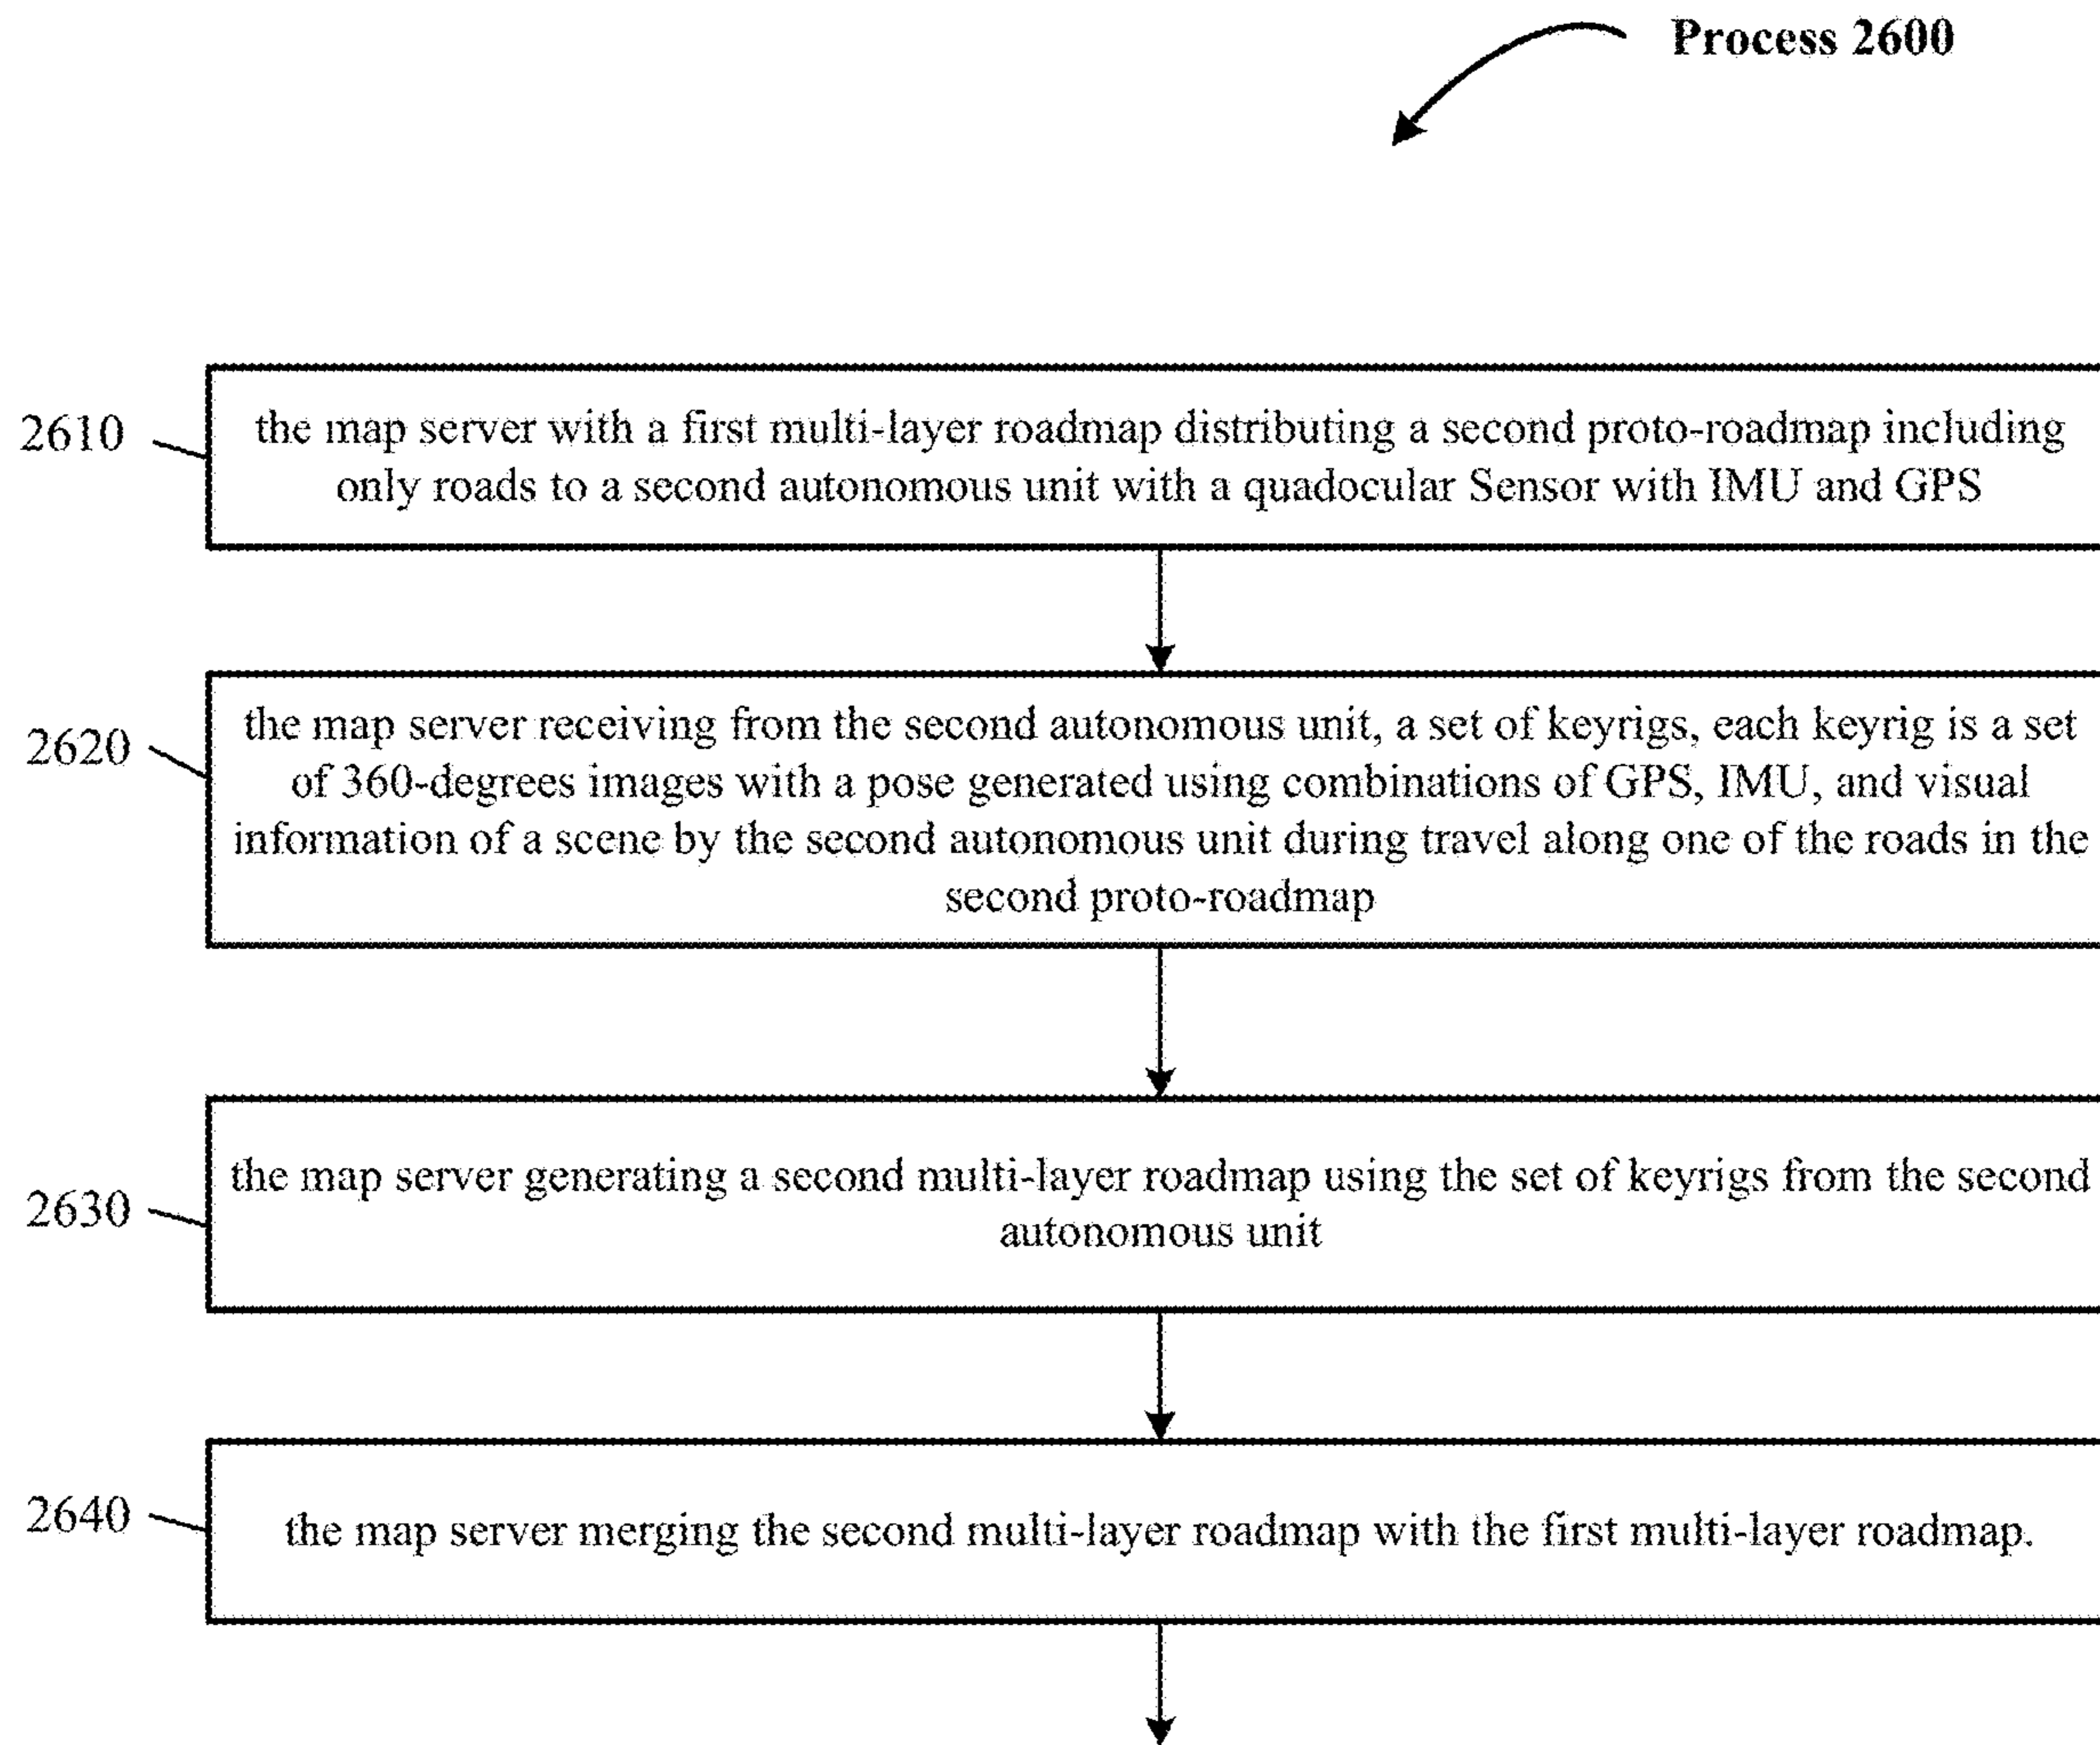 Process 2600
2610
the map server with a first multi-layer roadmap distributing a second proto-roadmap including
only roads to a second autonomous unit with a quadocular Sensor with IMU and GPS
2620
the map server receiving from the second autonomous unit, a set of keyrigs, each keyrig is a set
of 360-degrees images with a pose generated using combinations of GPS, IMU, and visual
information of a scene by the second autonomous unit during travel along one of the roads in the
second proto-roadmap
2630
the map server generating a second multi-layer roadmap using the set of keyrigs from the second
autonomous unit
2640
the map server merging the second multi-layer roadmap with the first multi-layer roadmap.